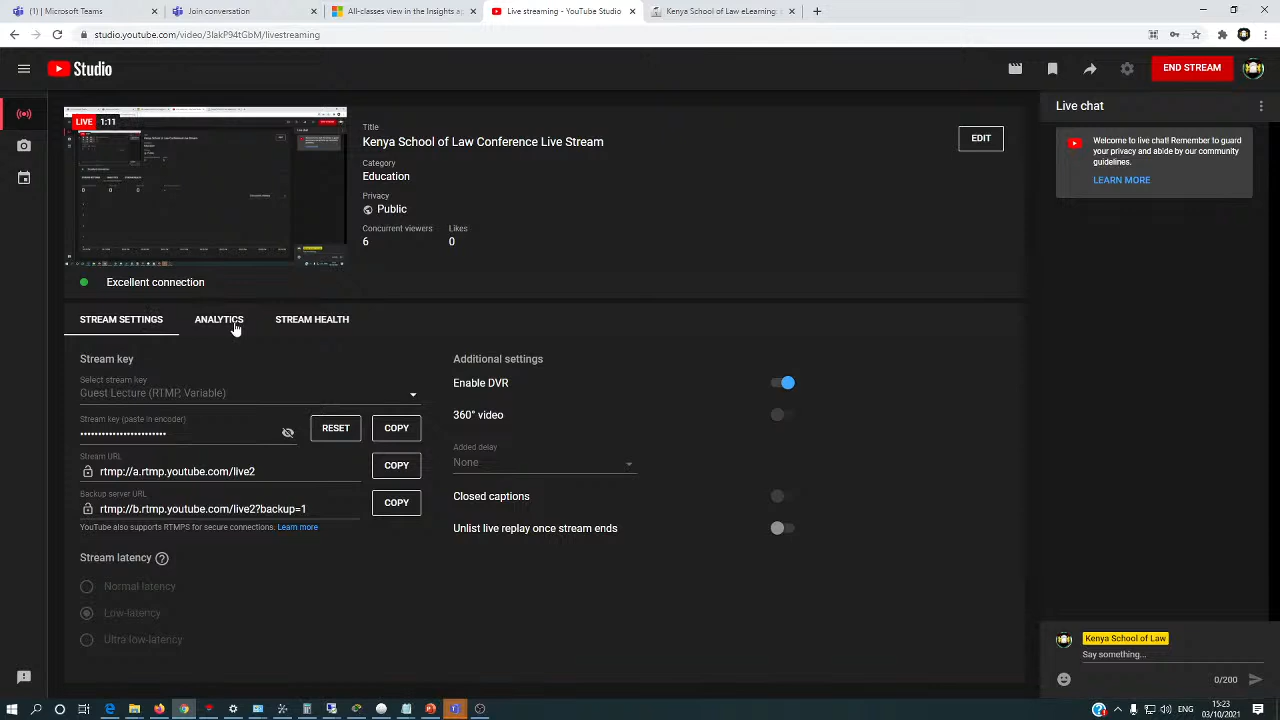 (1) Microsoft Teams
Join conversation
All-classes view in the Insights ap
Live streaming - YouTube Studio
Kenya School of Law eLearning: c
studio.youtube.com/video/3IakP94tGbM/livestreaming
Studio
END STREAM
LIVE 1:11
Title
Kenya School of Law Conference Live Stream
EDIT
Category
Education
Privacy
Public
Concurrent viewers Likes
6 0
Excellent connection
Live chat
Welcome to live chat! Remember to guard
your privacy and abide by our community
guidelines.
LEARN MORE
STREAM SETTINGS ANALYTICS STREAM HEALTH
Stream key
Select stream key
Guest Lecture (RTMP, Variable)
Stream key (paste in encoder)
•••••••••••••••••••••••• RESET COPY
Stream URL
rtmp://a.rtmp.youtube.com/live2 COPY
Backup server URL
rtmp://b.rtmp.youtube.com/live2?backup=1 COPY
YouTube also supports RTMPS for secure connections. Learn more
Stream latency
Normal latency
Low-latency
Ultra low-latency
Additional settings
Enable DVR
360° video
Added delay
None
Closed captions
Unlist live replay once stream ends
Kenya School of Law
Say something...
0/200
ENG
15:23
03/10/2021